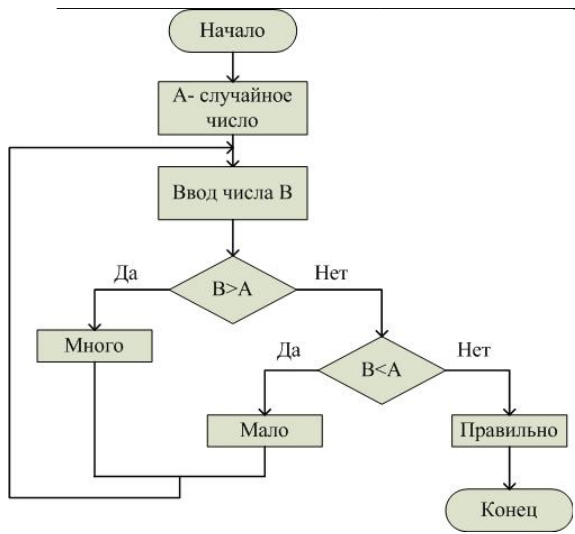 Начало
А- случайное
число
Ввод числа В
Да
Нет
В>А
Много
Да
Нет
В<А
Мало
Правильно
Конец